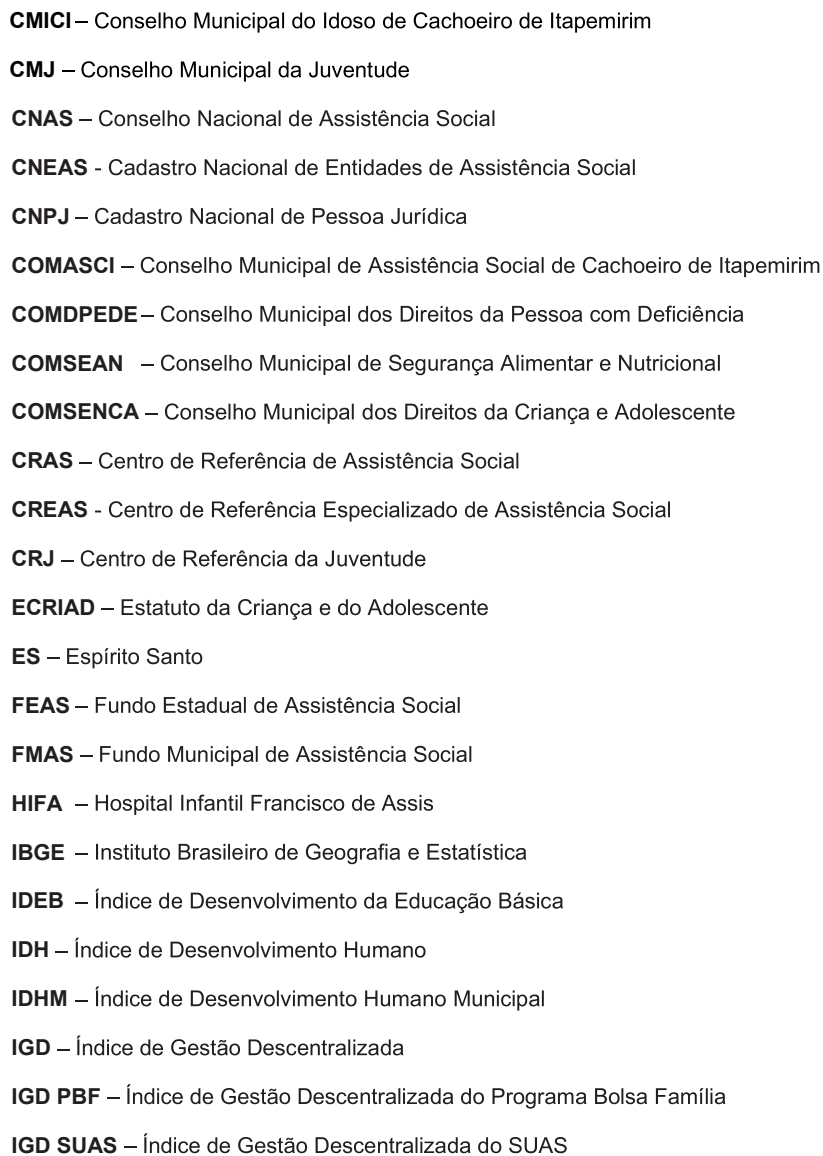 CMICI – Conselho Municipal do Idoso de Cachoeiro de Itapemirim
CMJ – Conselho Municipal da Juventude
CNAS – Conselho Nacional de Assistência Social
CNEAS - Cadastro Nacional de Entidades de Assistência Social
CNPJ – Cadastro Nacional de Pessoa Jurídica
COMASCI – Conselho Municipal de Assistência Social de Cachoeiro de Itapemirim
COMDPEDE – Conselho Municipal dos Direitos da Pessoa com Deficiência
COMSEAN – Conselho Municipal de Segurança Alimentar e Nutricional
COMSENCA – Conselho Municipal dos Direitos da Criança e Adolescente
CRAS – Centro de Referência de Assistência Social
CREAS - Centro de Referência Especializado de Assistência Social
CRJ – Centro de Referência da Juventude
ECRIAD – Estatuto da Criança e do Adolescente
ES – Espírito Santo
FEAS – Fundo Estadual de Assistência Social
FMAS – Fundo Municipal de Assistência Social
HIFA – Hospital Infantil Francisco de Assis
IBGE – Instituto Brasileiro de Geografia e Estatística
IDEB – Índice de Desenvolvimento da Educação Básica
IDH – Índice de Desenvolvimento Humano
IDHM – Índice de Desenvolvimento Humano Municipal
IGD – Índice de Gestão Descentralizada
IGD PBF – Índice de Gestão Descentralizada do Programa Bolsa Família
IGD SUAS – Índice de Gestão Descentralizada do SUAS